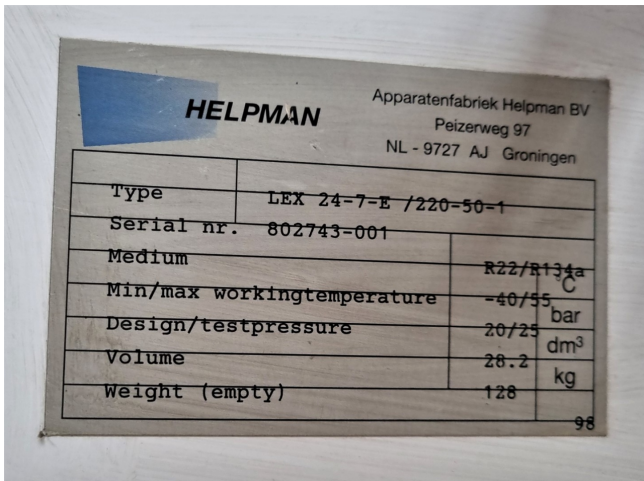 HELPMAN
Apparatenfabriek Helpman BV
Peizerweg 97
NL - 9727 AJ Groningen
Type LEX 24-7-E /220-50-1
Serial nr. 802743-001
Medium R22/R134a
Min/max workingtemperature -40/55 °C
Design/testpressure 20/25 bar
Volume 28.2 dm³
Weight (empty) 128 kg
98